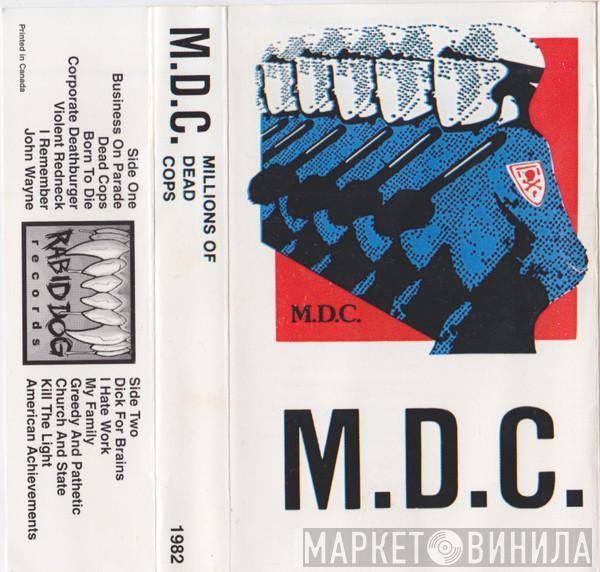 Side One
Business On Parade
Dead Cops
Born To Die
Corporate Deathburger
Violent Redneck
I Remember
John Wayne
RABID DOG
records
Side Two
Dick For Brains
I Hate Work
My Family
Greedy And Pathetic
Church And State
Kill The Light
American Achievements
Printed in Canada
M.D.C.
MILLIONS OF
DEAD
COPS
1982
M.D.C.
M.D.C.
МАРКЕТ ВИНИЛА